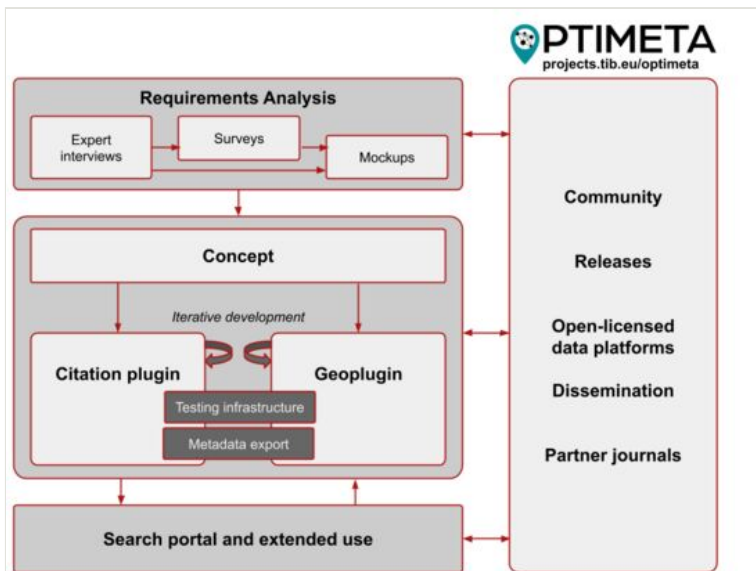 OPTIMETA
projects.tib.eu/optimeta
Requirements Analysis
Expert
interviews
Surveys
Mockups
Concept
Iterative development
Citation plugin
Geoplugin
Testing infrastructure
Metadata export
Search portal and extended use
Community
Releases
Open-licensed
data platforms
Dissemination
Partner journals